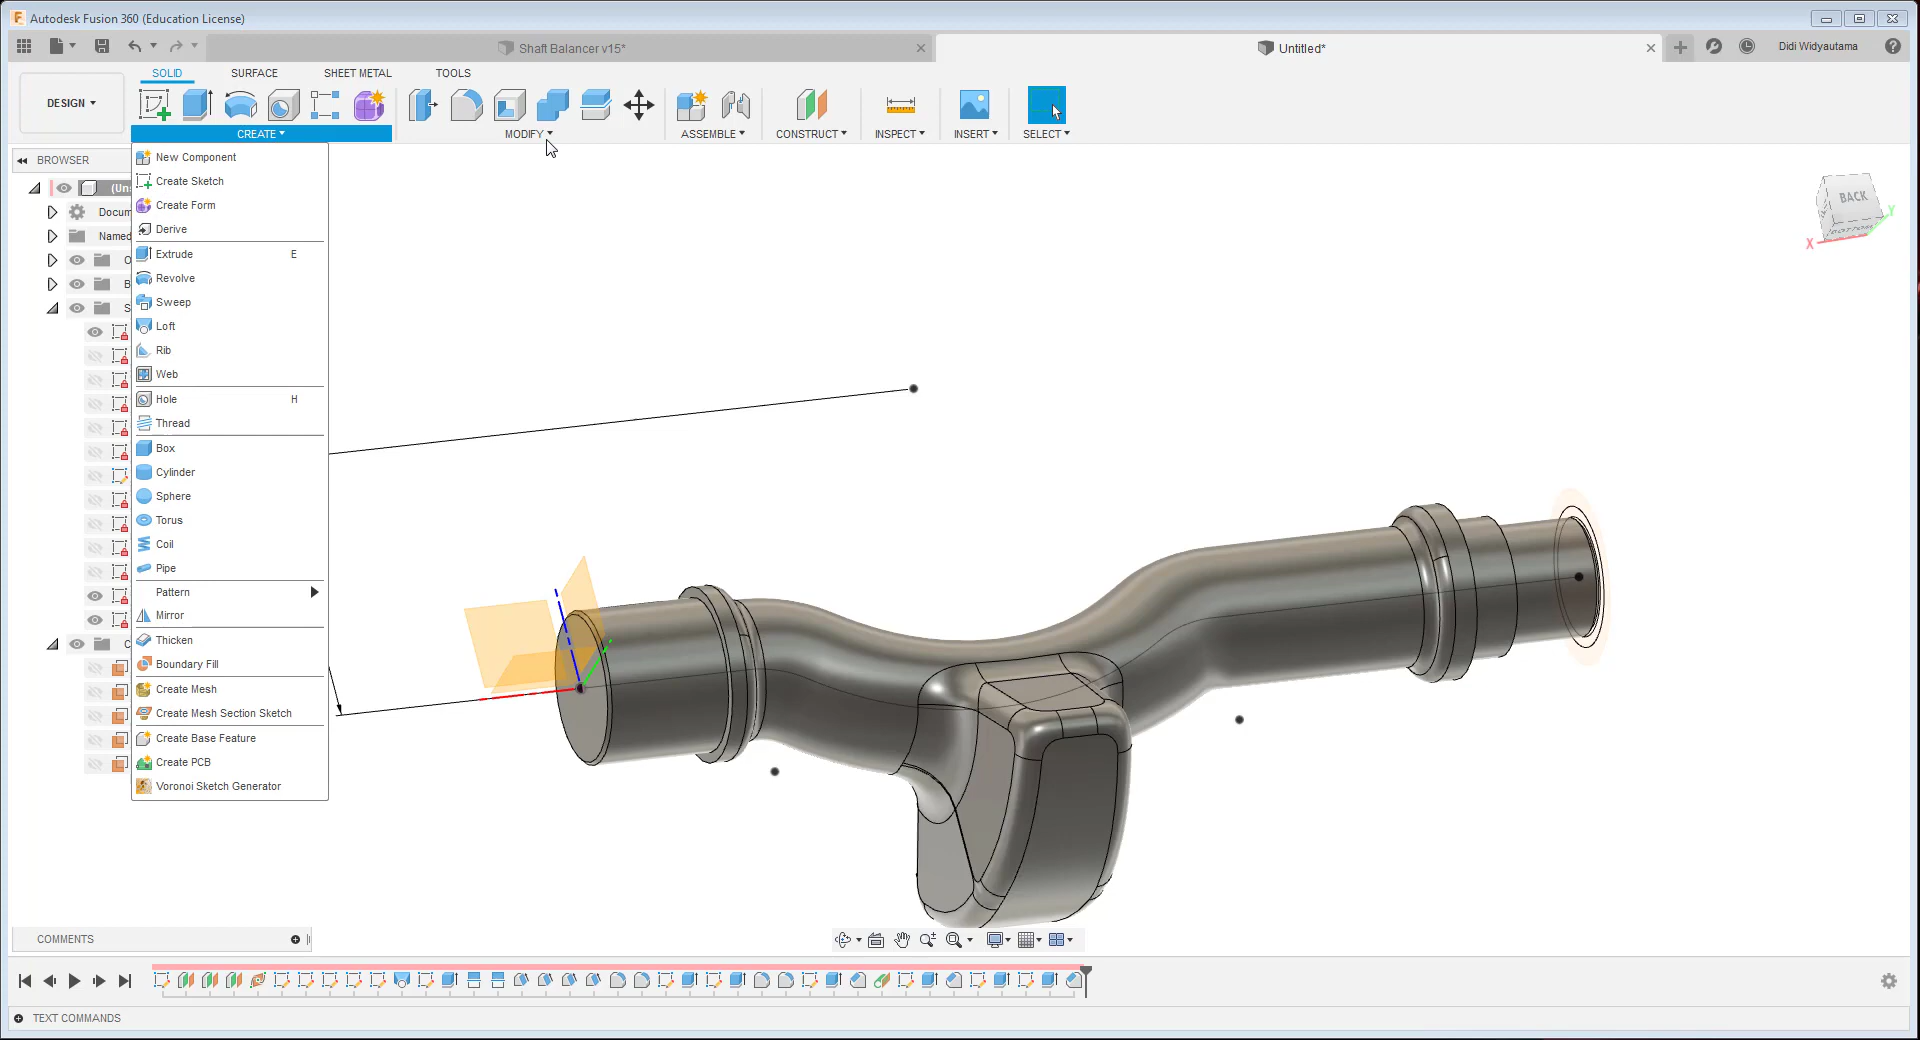 Autodesk Fusion 360 (Education License)
Shaft Balancer v15*
Untitled*
Didi Widyautama
SOLID
SURFACE
SHEET METAL
TOOLS
DESIGN
CREATE
MODIFY
ASSEMBLE
CONSTRUCT
INSPECT
INSERT
SELECT
BROWSER
(Un
Docum
Named
O
B
S
C
New Component
Create Sketch
Create Form
Derive
Extrude E
Revolve
Sweep
Loft
Rib
Web
Hole H
Thread
Box
Cylinder
Sphere
Torus
Coil
Pipe
Pattern
Mirror
Thicken
Boundary Fill
Create Mesh
Create Mesh Section Sketch
Create Base Feature
Create PCB
Voronoi Sketch Generator
BACK
BOTTOM
X
Y
COMMENTS
TEXT COMMANDS